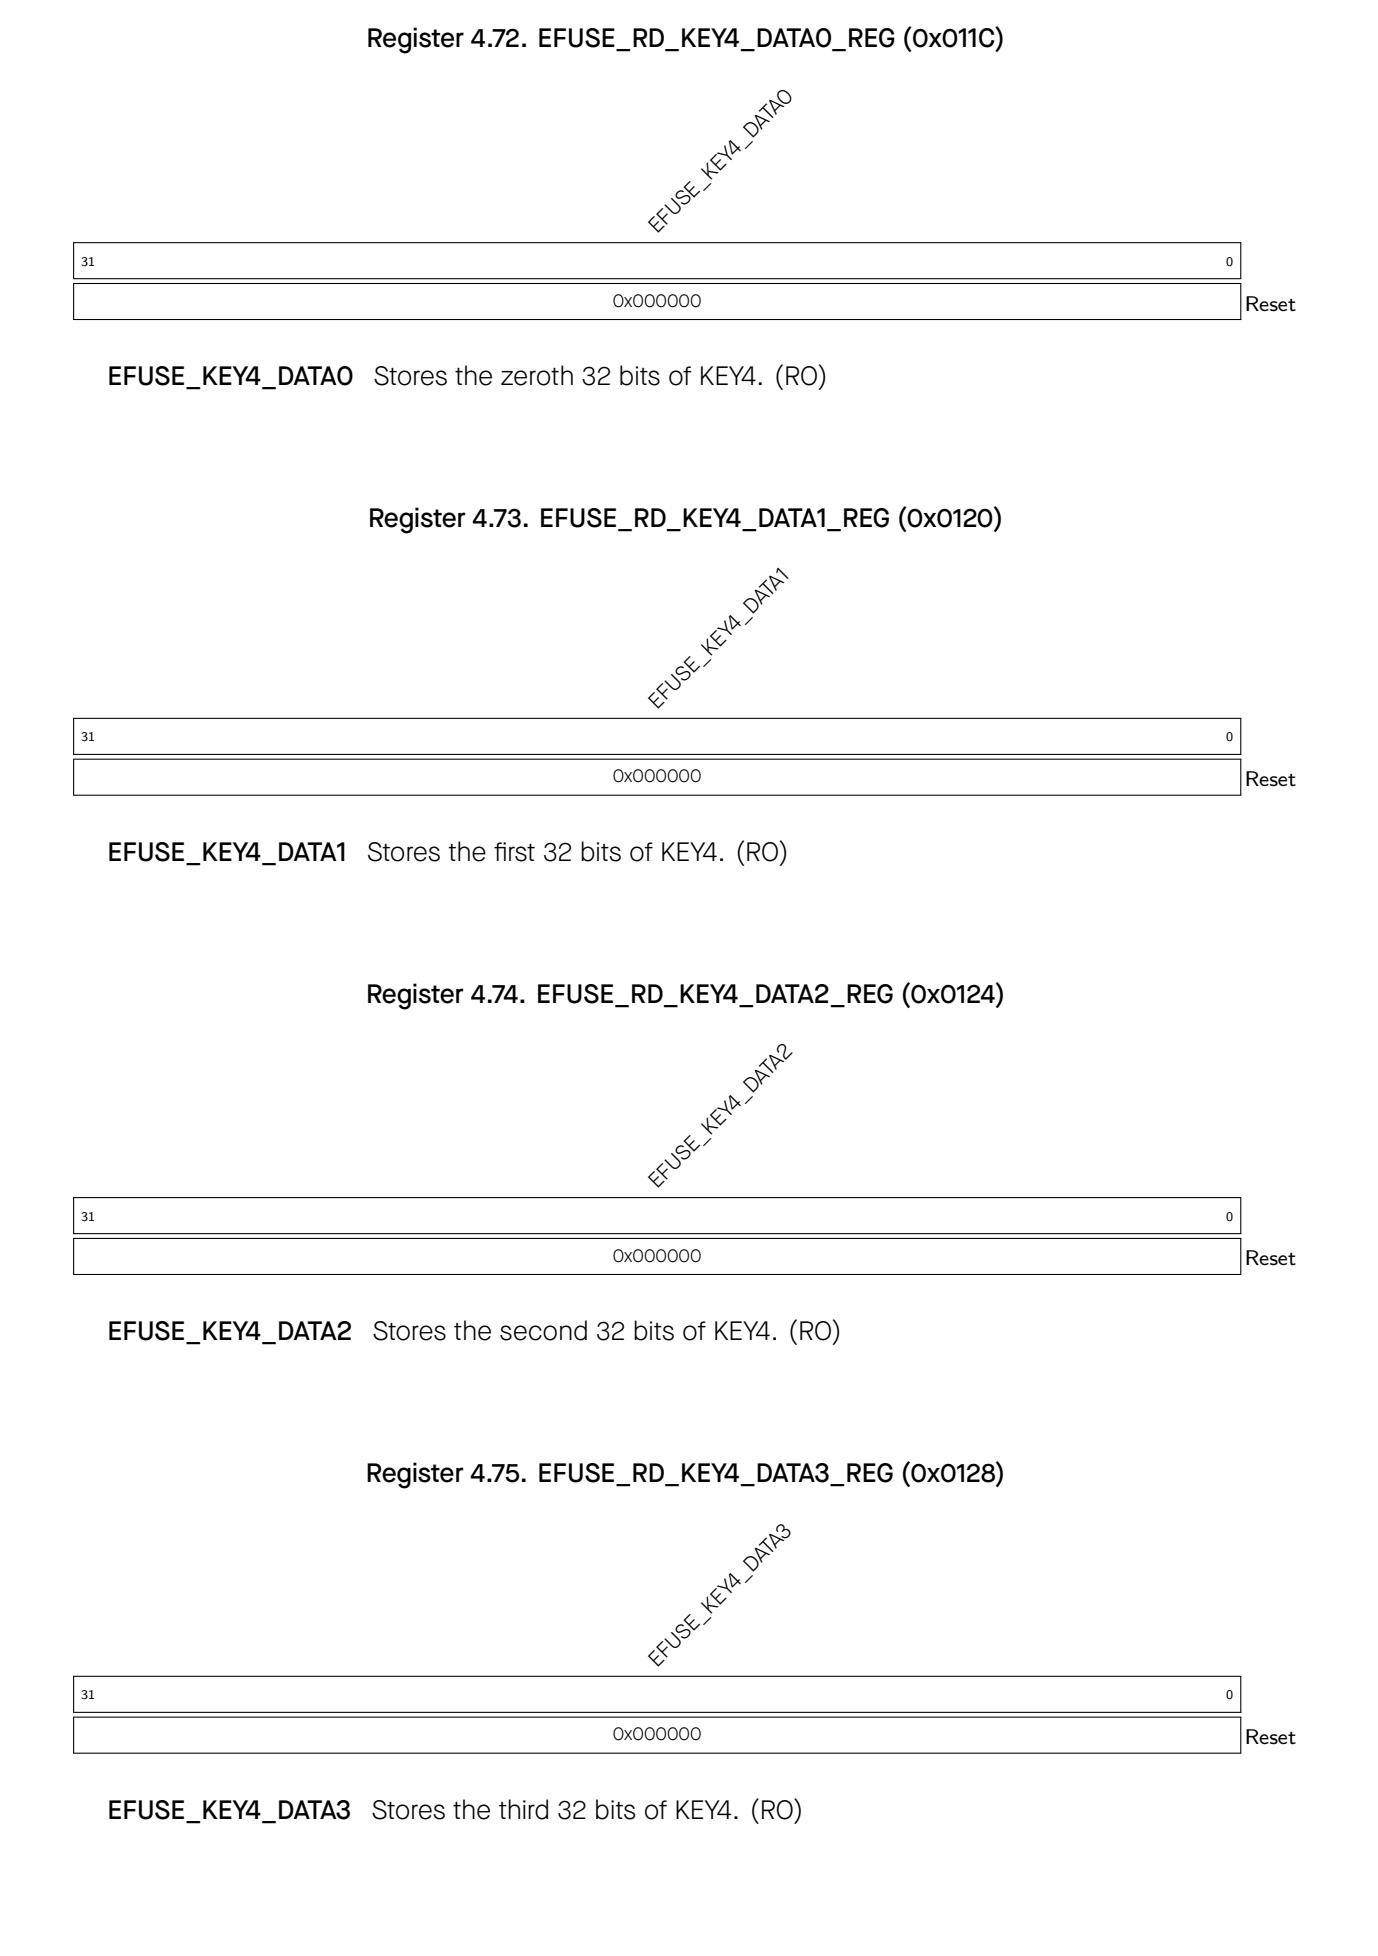 Register 4.72. EFUSE_RD_KEY4_DATA0_REG (0x011C)
EFUSE_KEY4_DATA0
31 0
0x000000 Reset
EFUSE_KEY4_DATA0 Stores the zeroth 32 bits of KEY4. (RO)
Register 4.73. EFUSE_RD_KEY4_DATA1_REG (0x0120)
EFUSE_KEY4_DATA1
31 0
0x000000 Reset
EFUSE_KEY4_DATA1 Stores the first 32 bits of KEY4. (RO)
Register 4.74. EFUSE_RD_KEY4_DATA2_REG (0x0124)
EFUSE_KEY4_DATA2
31 0
0x000000 Reset
EFUSE_KEY4_DATA2 Stores the second 32 bits of KEY4. (RO)
Register 4.75. EFUSE_RD_KEY4_DATA3_REG (0x0128)
EFUSE_KEY4_DATA3
31 0
0x000000 Reset
EFUSE_KEY4_DATA3 Stores the third 32 bits of KEY4. (RO)